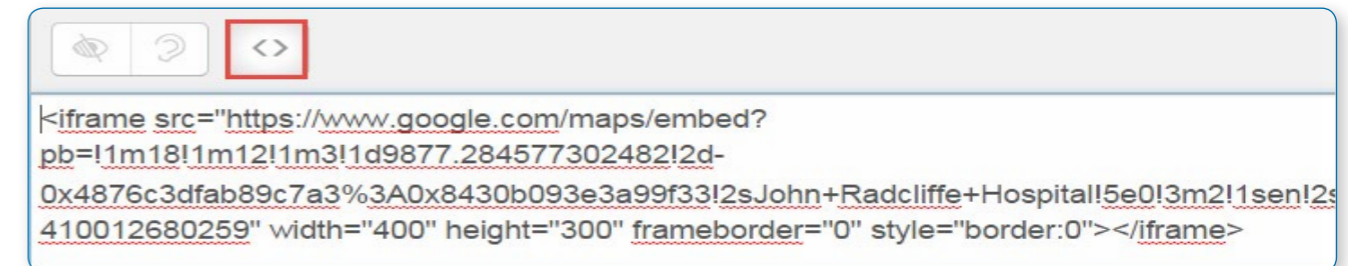 <>
<iframe src="https://www.google.com/maps/embed?
pb=!1m18!1m12!1m3!1d9877.284577302482!2d-
0x4876c3dfab89c7a3%3A0x8430b093e3a99f33!2sJohn+Radcliffe+Hospital!5e0!3m2!1sen!2s
410012680259" width="400" height="300" frameborder="0" style="border:0"></iframe>